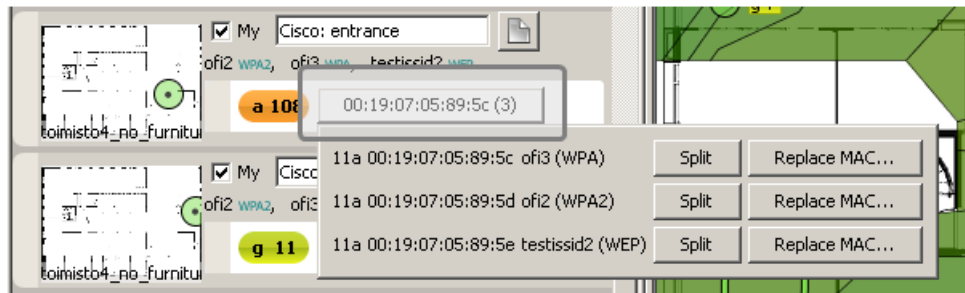 My Cisco: entrance
ofi2 WPA2, ofi3 WPA, testissid2 WEP
a 108
00:19:07:05:89:5c (3)
toimisto4_no_furnitu
11a 00:19:07:05:89:5c ofi3 (WPA) Split Replace MAC...
My Cisc
ofi2 WPA2, ofi3
11a 00:19:07:05:89:5d ofi2 (WPA2) Split Replace MAC...
g 11
11a 00:19:07:05:89:5e testissid2 (WEP) Split Replace MAC...
toimisto4_no_furnitu